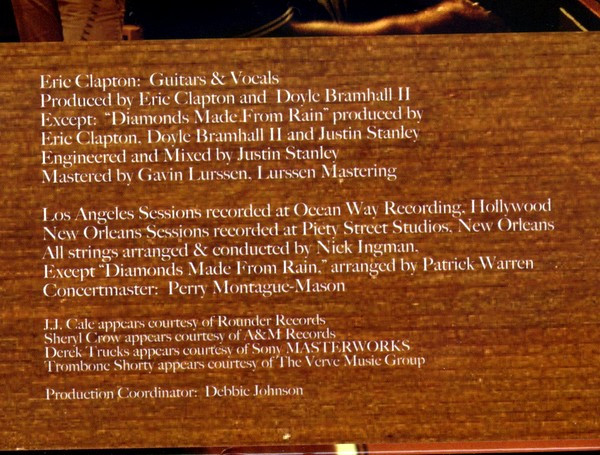 Eric Clapton: Guitars & Vocals
Produced by Eric Clapton and Doyle Bramhall II
Except: “Diamonds Made From Rain” produced by
Eric Clapton, Doyle Bramhall II and Justin Stanley
Engineered and Mixed by Justin Stanley
Mastered by Gavin Lurssen, Lurssen Mastering
Los Angeles Sessions recorded at Ocean Way Recording, Hollywood
New Orleans Sessions recorded at Piety Street Studios, New Orleans
All strings arranged & conducted by Nick Ingman,
Except “Diamonds Made From Rain,” arranged by Patrick Warren
Concertmaster: Perry Montague-Mason
J.J. Cale appears courtesy of Rounder Records
Sheryl Crow appears courtesy of A&M Records
Derek Trucks appears courtesy of Sony MASTERWORKS
Trombone Shorty appears courtesy of The Verve Music Group
Production Coordinator: Debbie Johnson